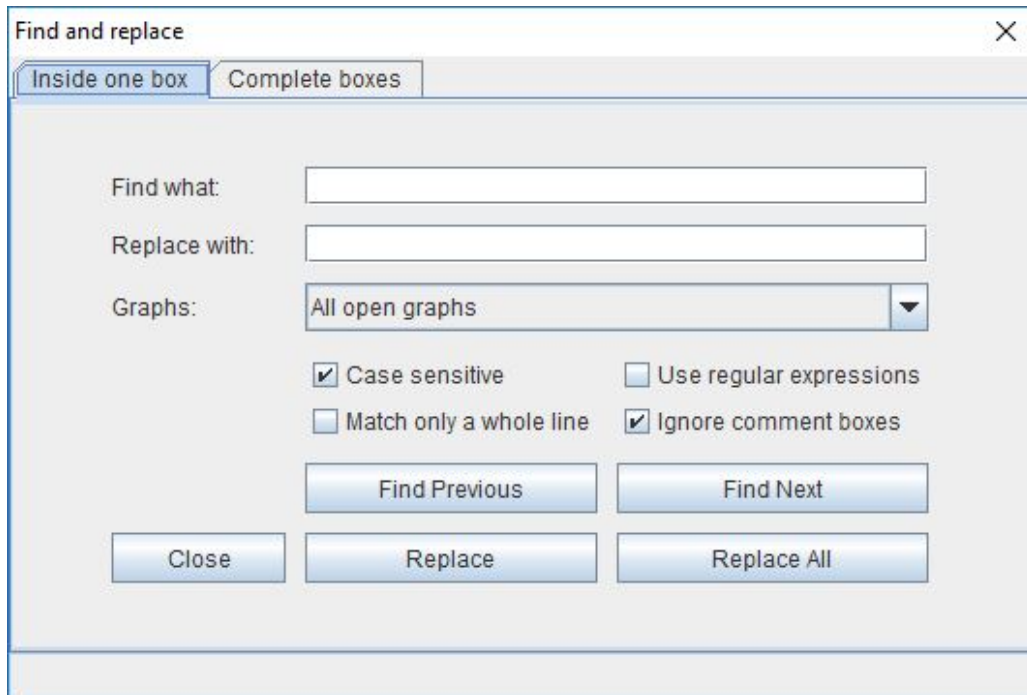 Find and replace
Inside one box Complete boxes
Find what:
Replace with:
Graphs: All open graphs
Case sensitive Use regular expressions
Match only a whole line Ignore comment boxes
Find Previous Find Next
Close Replace Replace All